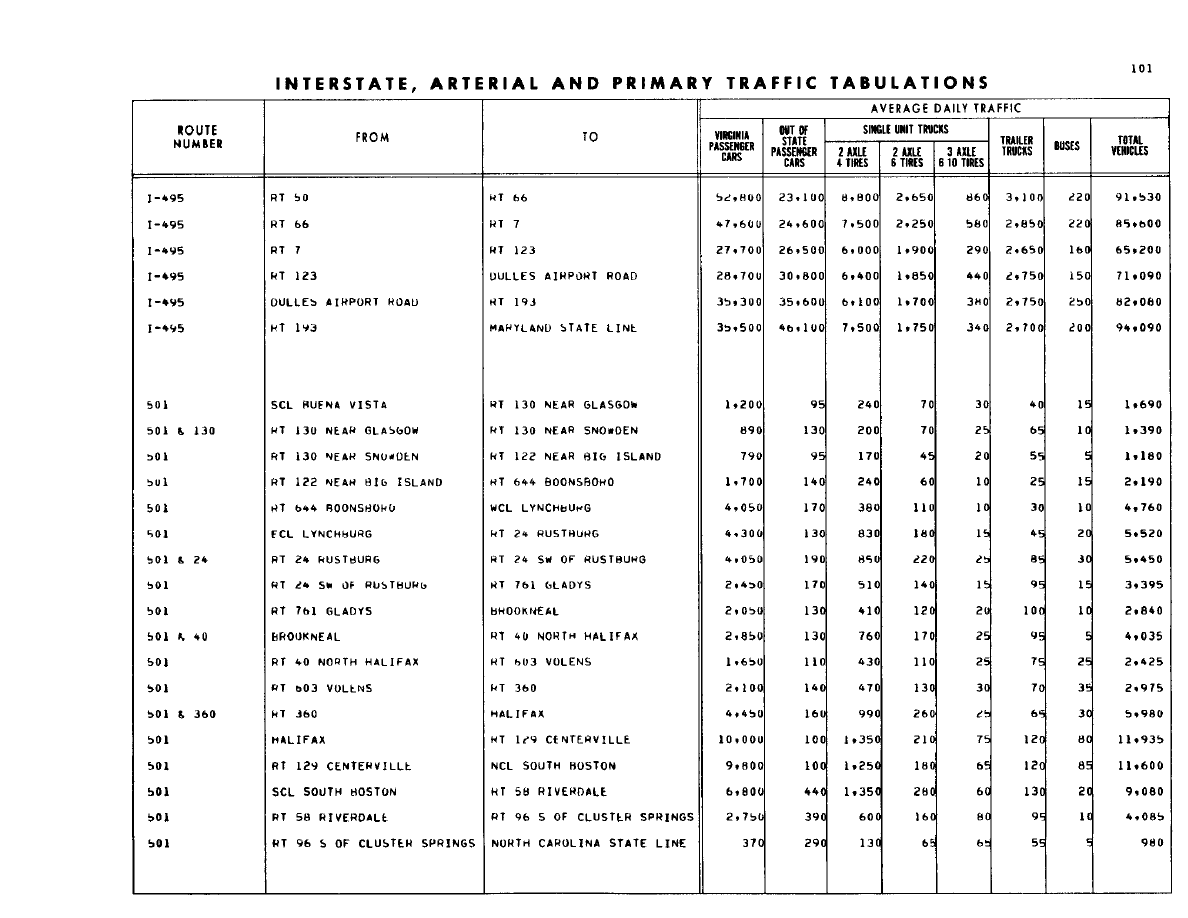 101
INTERSTATE, ARTERIAL AND PRIMARY TRAFFIC TABULATIONS
AVERAGE DAILY TRAFFIC
ROUTE NUMBER FROM TO VIRGINIA PASSENGER CARS OUT OF STATE PASSENGER CARS SINGLE UNIT TRUCKS 2 AXLE 4 TIRES 2 AXLE 6 TIRES 3 AXLE 6 10 TIRES TRAILER TRUCKS BUSES TOTAL VEHICLES
I-495 RT 50 RT 66 52,800 23,100 8,800 2,650 860 3,100 220 91,530
I-495 RT 66 RT 7 47,600 24,600 7,500 2,250 580 2,850 220 85,600
I-495 RT 7 RT 123 27,700 26,500 6,000 1,900 290 2,650 160 65,200
I-495 RT 123 DULLES AIRPORT ROAD 28,700 30,800 6,400 1,850 440 2,750 150 71,090
I-495 DULLES AIRPORT ROAD RT 193 35,300 35,600 6,100 1,700 380 2,750 250 82,080
I-495 RT 193 MARYLAND STATE LINE 35,500 46,100 7,500 1,750 340 2,700 200 94,090
501 SCL BUENA VISTA RT 130 NEAR GLASGOW 1,200 95 240 70 30 40 15 1,690
501 & 130 RT 130 NEAR GLASGOW RT 130 NEAR SNOWDEN 890 130 200 70 25 65 10 1,390
501 RT 130 NEAR SNOWDEN RT 122 NEAR BIG ISLAND 790 95 170 45 20 55 5 1,180
501 RT 122 NEAR BIG ISLAND RT 644 BOONSBORO 1,700 140 240 60 10 25 15 2,190
501 RT 644 BOONSBORO WCL LYNCHBURG 4,050 170 380 110 10 30 10 4,760
501 ECL LYNCHBURG RT 24 RUSTBURG 4,300 130 830 180 15 45 20 5,520
501 & 24 RT 24 RUSTBURG RT 24 SW OF RUSTBURG 4,050 190 850 220 25 85 30 5,450
501 RT 24 SW OF RUSTBURG RT 761 GLADYS 2,450 170 510 140 15 95 15 3,395
501 RT 761 GLADYS BROOKNEAL 2,050 130 410 120 20 100 10 2,840
501 & 40 BROOKNEAL RT 40 NORTH HALIFAX 2,850 130 760 170 25 95 5 4,035
501 RT 40 NORTH HALIFAX RT 603 VOLENS 1,650 110 430 110 25 75 25 2,425
501 RT 603 VOLENS RT 360 2,100 140 470 130 30 70 35 2,975
501 & 360 RT 360 HALIFAX 4,450 160 990 260 25 65 30 5,980
501 HALIFAX RT 129 CENTERVILLE 10,000 100 1,350 210 75 120 80 11,935
501 RT 129 CENTERVILLE NCL SOUTH BOSTON 9,800 100 1,250 180 65 120 85 11,600
501 SCL SOUTH BOSTON RT 58 RIVERDALE 6,800 440 1,350 280 60 130 20 9,080
501 RT 58 RIVERDALE RT 96 S OF CLUSTER SPRINGS 2,750 390 600 160 80 95 10 4,085
501 RT 96 S OF CLUSTER SPRINGS NORTH CAROLINA STATE LINE 370 290 130 65 65 55 5 980